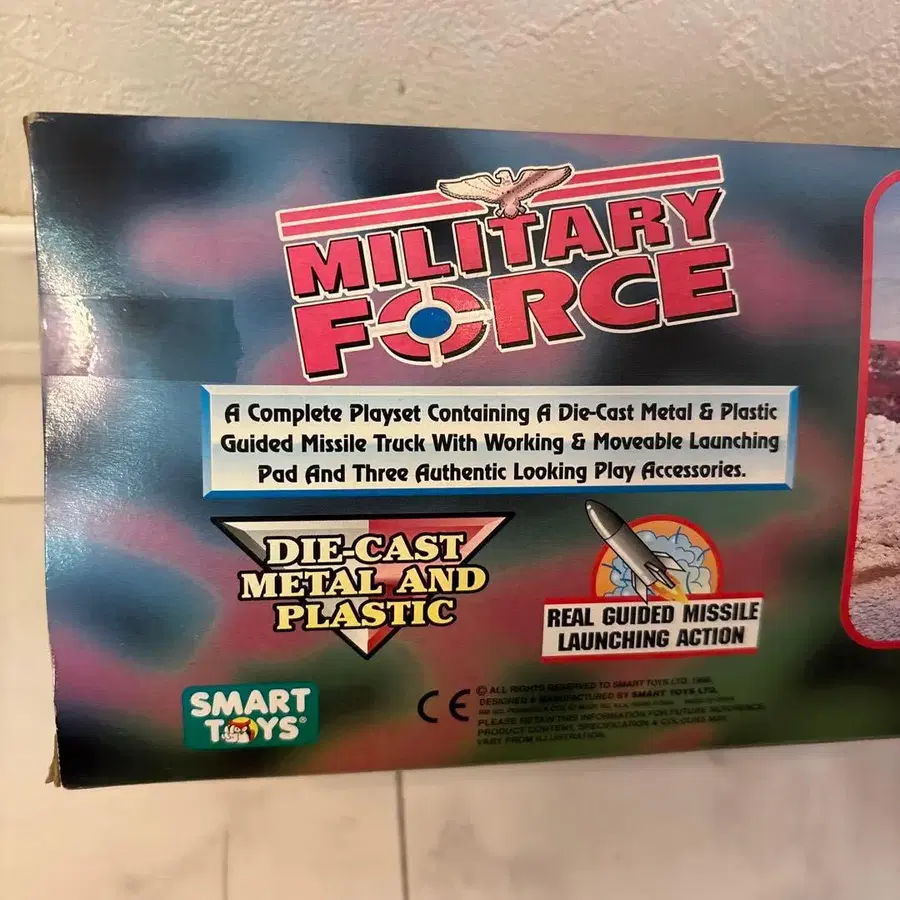 MILITARY
FORCE
A Complete Playset Containing A Die-Cast Metal & Plastic
Guided Missile Truck With Working & Moveable Launching
Pad And Three Authentic Looking Play Accessories.
DIE-CAST
METAL AND
PLASTIC
REAL GUIDED MISSILE
LAUNCHING ACTION
SMART
TOYS®
CE
© ALL RIGHTS RESERVED TO SMART TOYS LTD.
DESIGNED & MANUFACTURED BY SMART TOYS LTD.
PLEASE RETAIN THIS INFORMATION FOR FUTURE REFERENCE.
PRODUCT CONTENT, SPECIFICATION & COLOURS MAY
VARY FROM ILLUSTRATION.